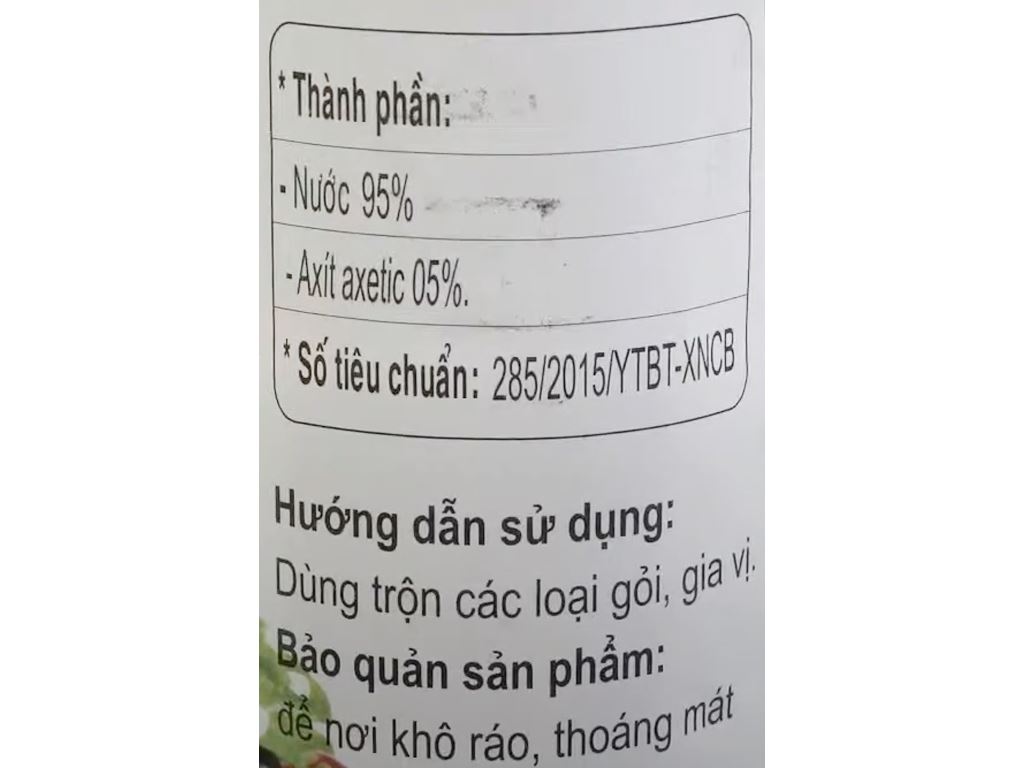 * Thành phần:
- Nước 95%
- Axít axetic 05%.
* Số tiêu chuẩn: 285/2015/YTBT-XNCB
Hướng dẫn sử dụng:
Dùng trộn các loại gỏi, gia vị.
Bảo quản sản phẩm:
để nơi khô ráo, thoáng mát